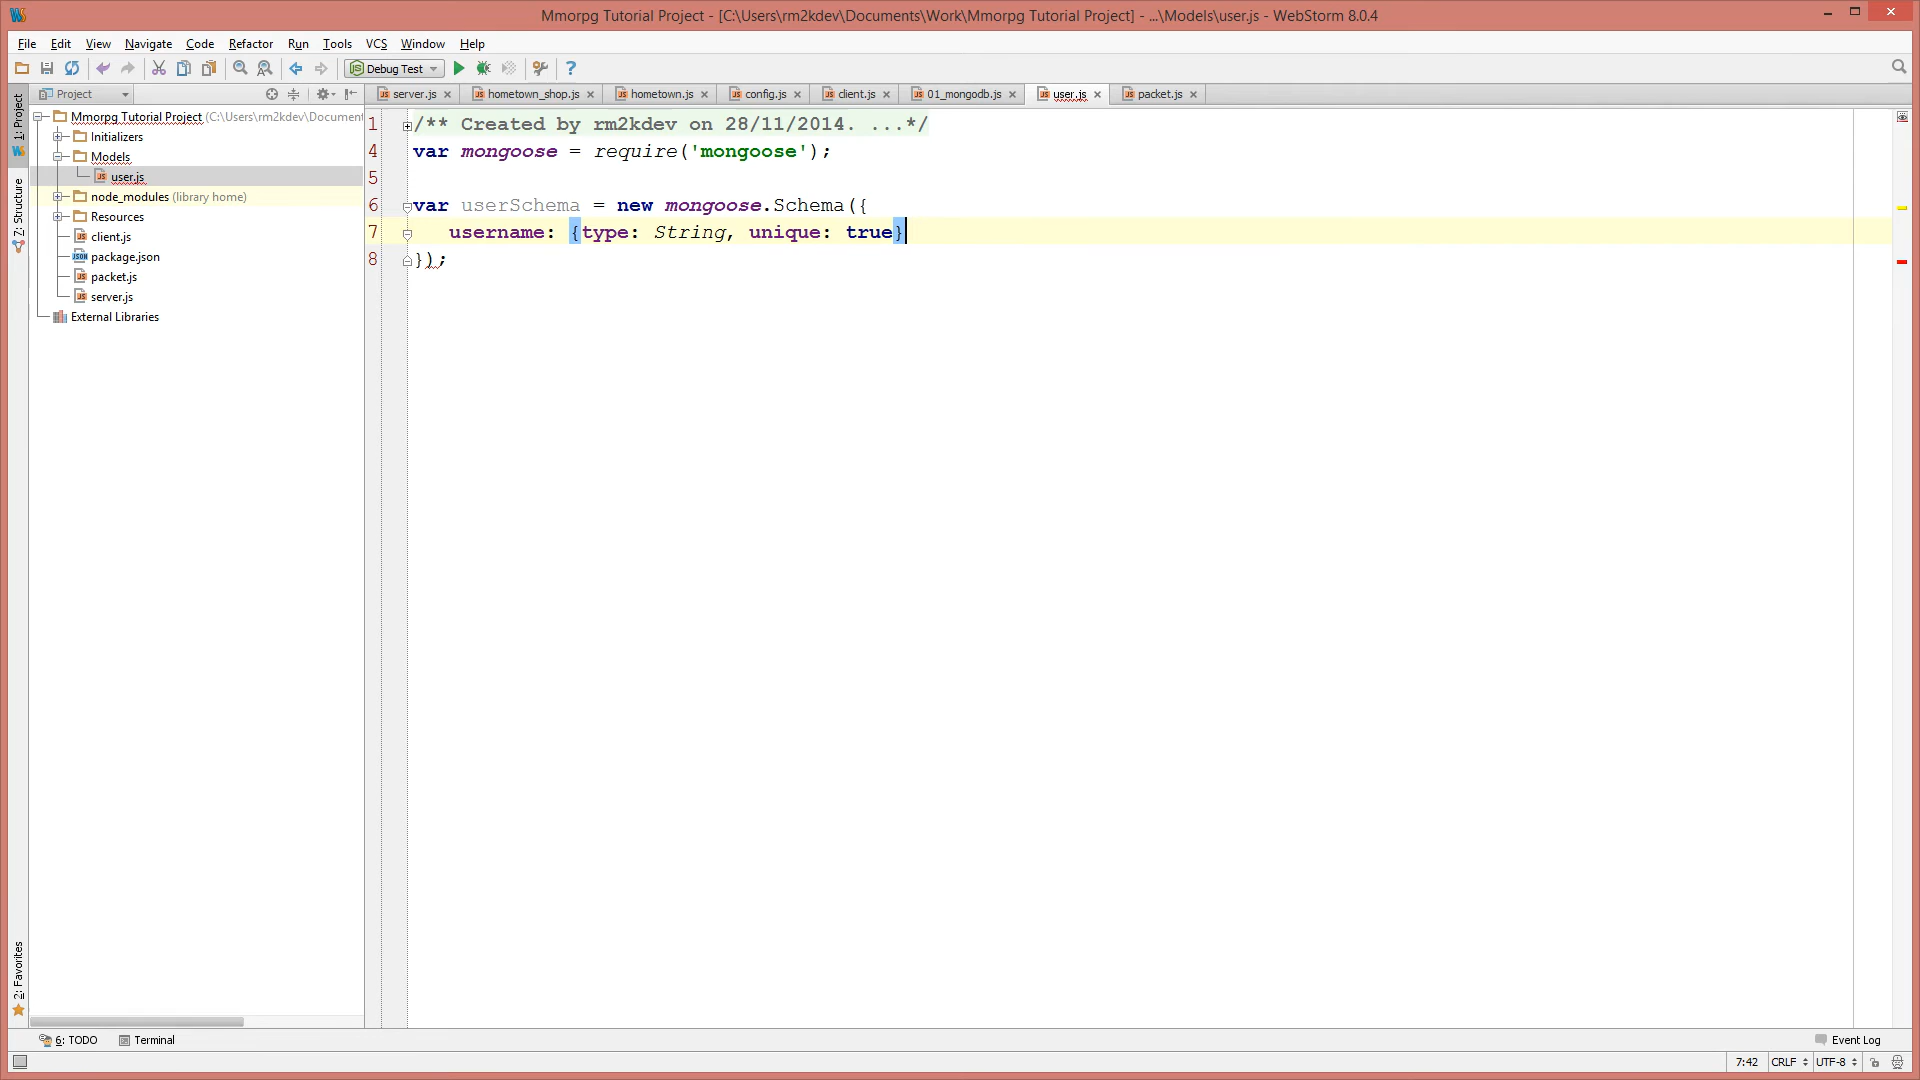 Mmorpg Tutorial Project - [C:\Users\rm2kdev\Documents\Work\Mmorpg Tutorial Project] - ...\Models\user.js - WebStorm 8.0.4
File Edit View Navigate Code Refactor Run Tools VCS Window Help
Debug Test
Project
server.js hometown_shop.js hometown.js config.js client.js 01_mongodb.js user.js packet.js
1: Project
Z: Structure
2: Favorites
Mmorpg Tutorial Project (C:\Users\rm2kdev\Document
Initializers
Models
user.js
node_modules (library home)
Resources
client.js
package.json
packet.js
server.js
External Libraries
1 /** Created by rm2kdev on 28/11/2014. ...*/
4 var mongoose = require('mongoose');
5
6 var userSchema = new mongoose.Schema({
7 username: {type: String, unique: true}
8 });
6: TODO Terminal Event Log
7:42 CRLF UTF-8